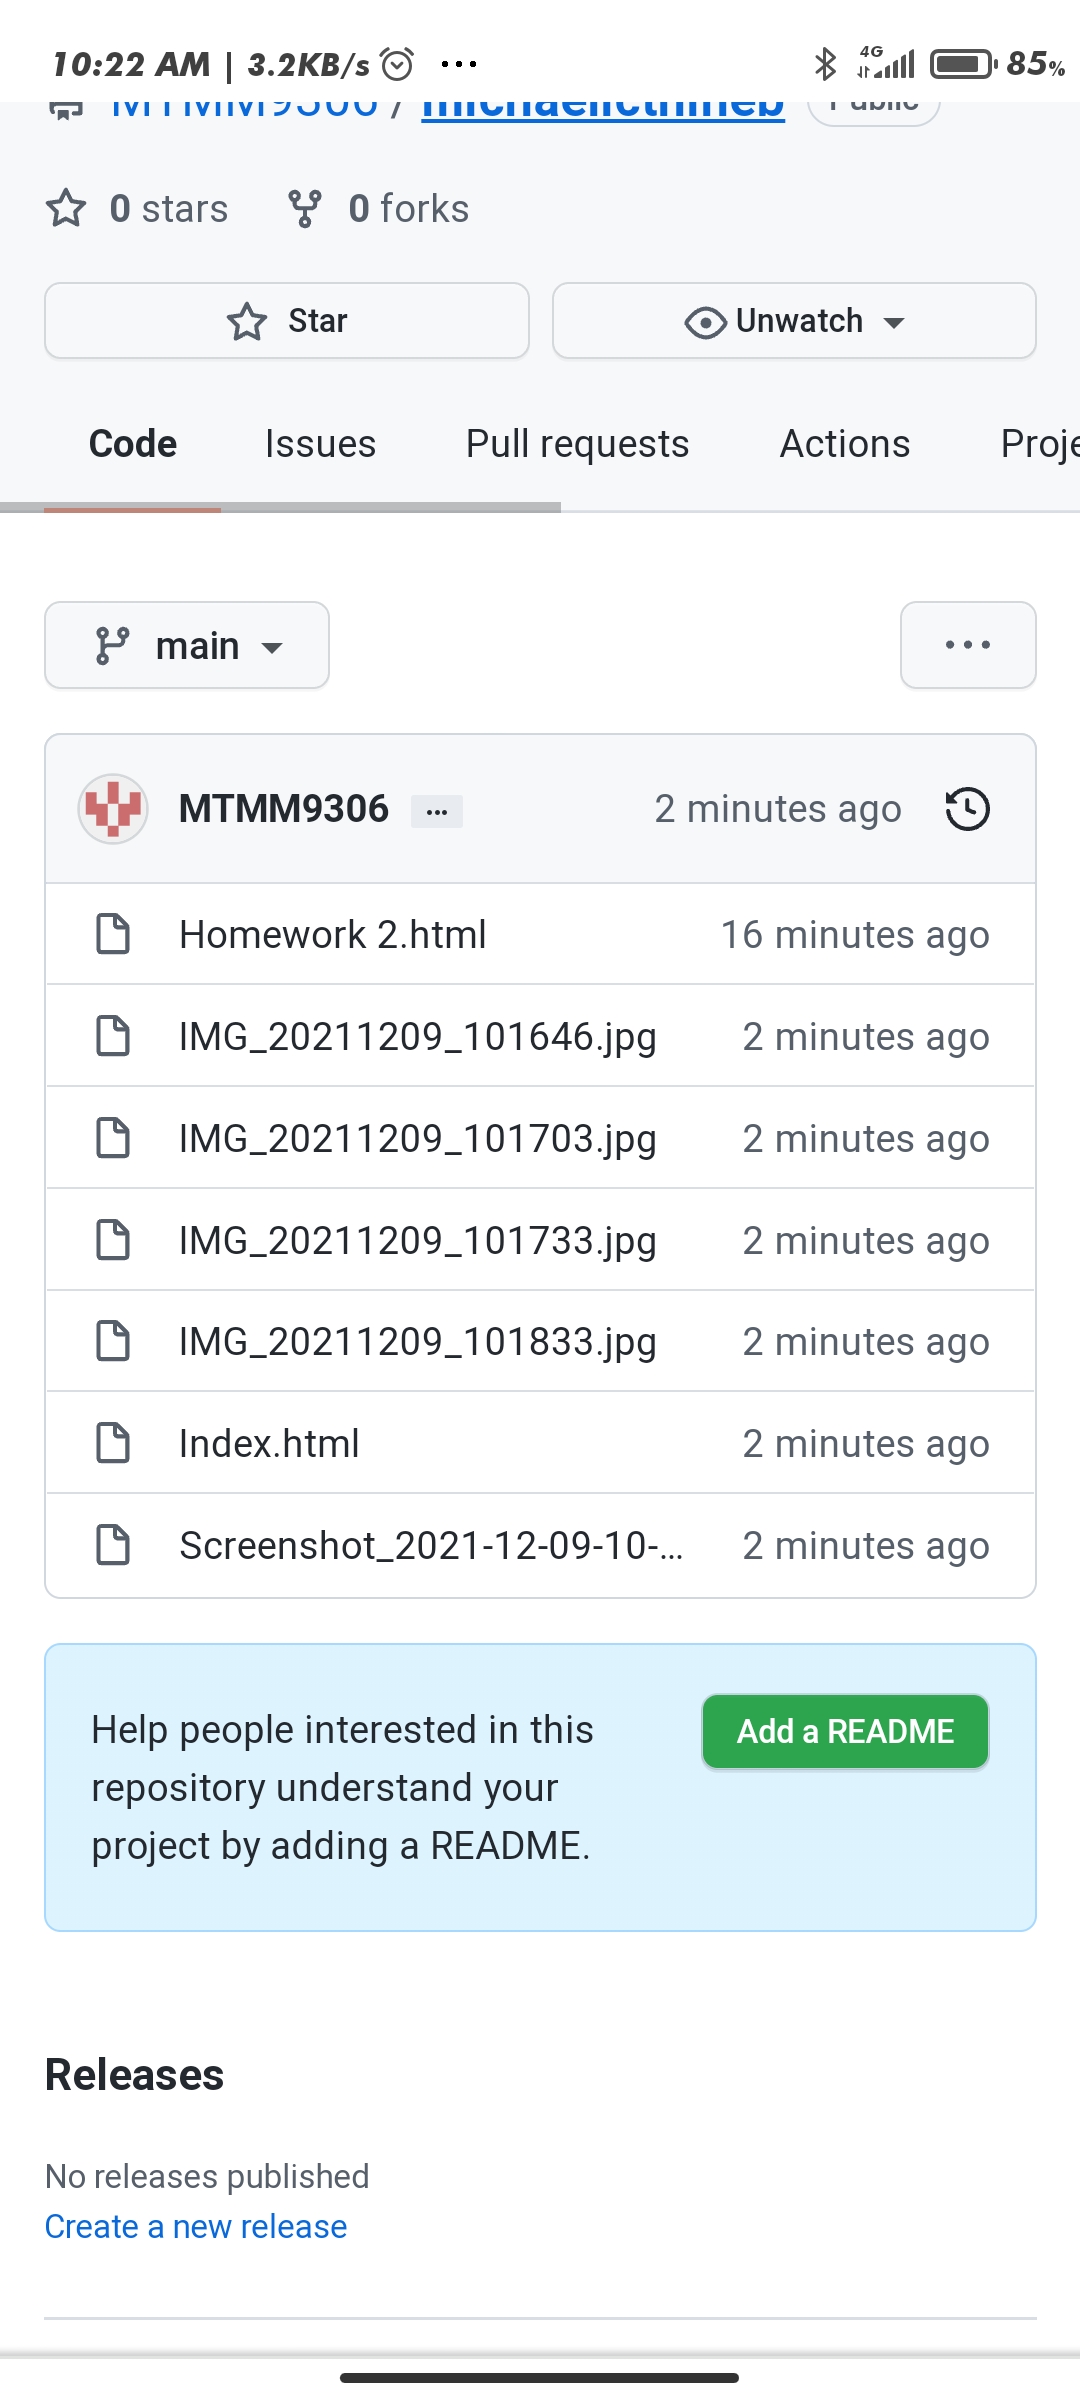 10:22 AM | 3.2KB/s ...
4G 85%
0 stars 0 forks
Star Unwatch
Code Issues Pull requests Actions Proje
main ...
MTMM9306 ... 2 minutes ago
Homework 2.html 16 minutes ago
IMG_20211209_101646.jpg 2 minutes ago
IMG_20211209_101703.jpg 2 minutes ago
IMG_20211209_101733.jpg 2 minutes ago
IMG_20211209_101833.jpg 2 minutes ago
Index.html 2 minutes ago
Screenshot_2021-12-09-10-... 2 minutes ago
Help people interested in this
repository understand your
project by adding a README.
Add a README
Releases
No releases published
Create a new release